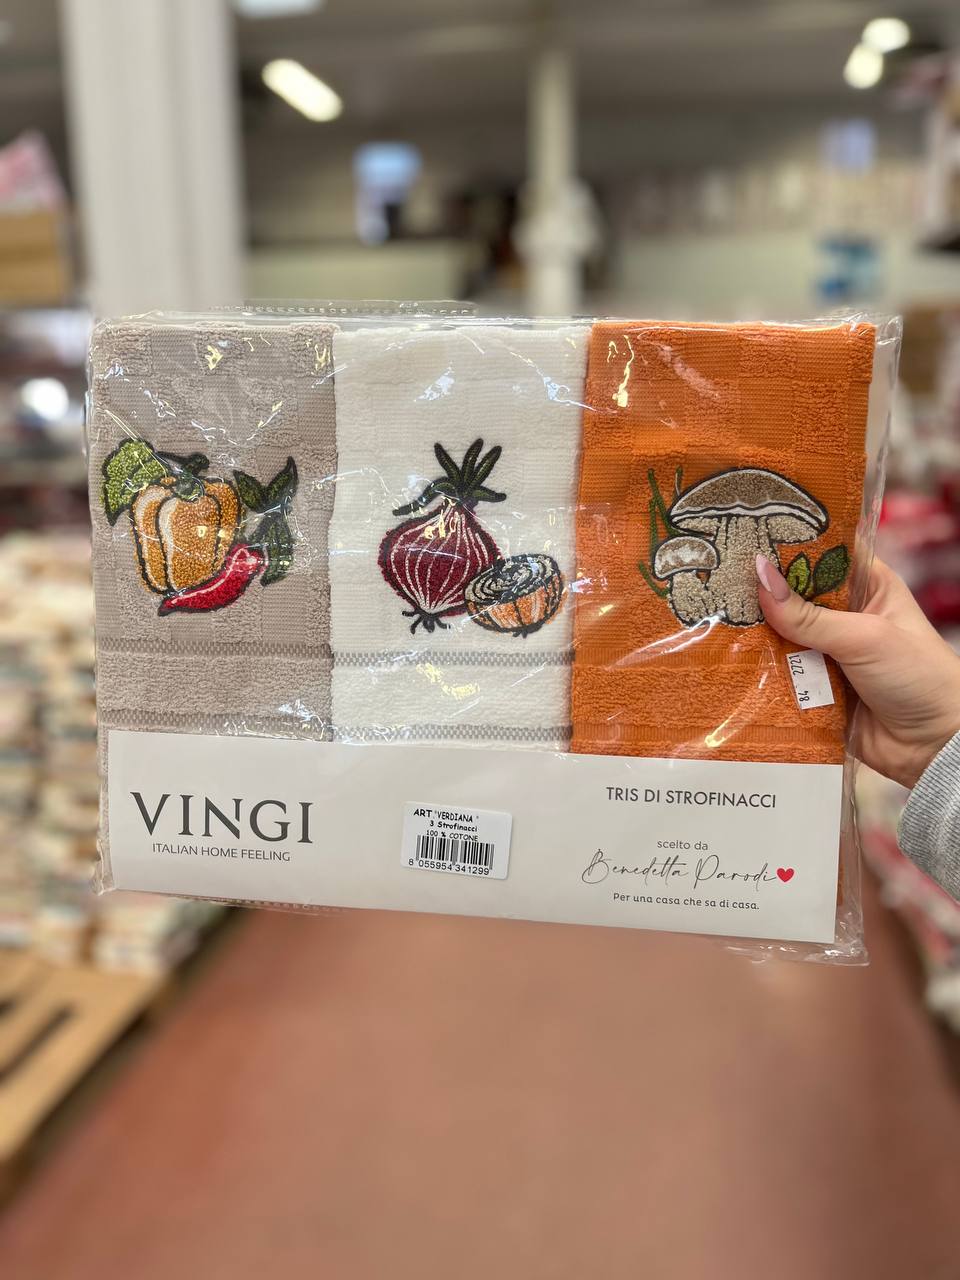 VINGI
ITALIAN HOME FEELING
ART "VERDIANA "
3 Strofinacci
100 % COTONE
8 055954 341299
TRIS DI STROFINACCI
scelto da
Benedetta Parodi
Per una casa che sa di casa.
84 2721